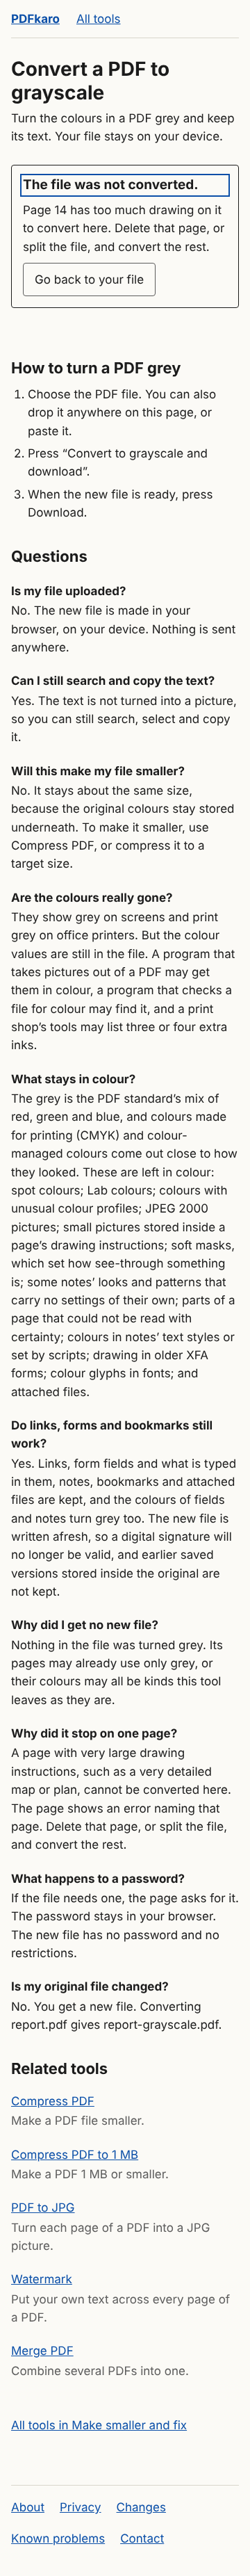 PDFkaro All tools
Convert a PDF to
grayscale
Turn the colours in a PDF grey and keep
its text. Your file stays on your device.
The file was not converted.
Page 14 has too much drawing on it
to convert here. Delete that page, or
split the file, and convert the rest.
Go back to your file
How to turn a PDF grey
1. Choose the PDF file. You can also
drop it anywhere on this page, or
paste it.
2. Press “Convert to grayscale and
download”.
3. When the new file is ready, press
Download.
Questions
Is my file uploaded?
No. The new file is made in your
browser, on your device. Nothing is sent
anywhere.
Can I still search and copy the text?
Yes. The text is not turned into a picture,
so you can still search, select and copy
it.
Will this make my file smaller?
No. It stays about the same size,
because the original colours stay stored
underneath. To make it smaller, use
Compress PDF, or compress it to a
target size.
Are the colours really gone?
They show grey on screens and print
grey on office printers. But the colour
values are still in the file. A program that
takes pictures out of a PDF may get
them in colour, a program that checks a
file for colour may find it, and a print
shop’s tools may list three or four extra
inks.
What stays in colour?
The grey is the PDF standard’s mix of
red, green and blue, and colours made
for printing (CMYK) and colour-
managed colours come out close to how
they looked. These are left in colour:
spot colours; Lab colours; colours with
unusual colour profiles; JPEG 2000
pictures; small pictures stored inside a
page’s drawing instructions; soft masks,
which set how see-through something
is; some notes’ looks and patterns that
carry no settings of their own; parts of a
page that could not be read with
certainty; colours in notes’ text styles or
set by scripts; drawing in older XFA
forms; colour glyphs in fonts; and
attached files.
Do links, forms and bookmarks still
work?
Yes. Links, form fields and what is typed
in them, notes, bookmarks and attached
files are kept, and the colours of fields
and notes turn grey too. The new file is
written afresh, so a digital signature will
no longer be valid, and earlier saved
versions stored inside the original are
not kept.
Why did I get no new file?
Nothing in the file was turned grey. Its
pages may already use only grey, or
their colours may all be kinds this tool
leaves as they are.
Why did it stop on one page?
A page with very large drawing
instructions, such as a very detailed
map or plan, cannot be converted here.
The page shows an error naming that
page. Delete that page, or split the file,
and convert the rest.
What happens to a password?
If the file needs one, the page asks for it.
The password stays in your browser.
The new file has no password and no
restrictions.
Is my original file changed?
No. You get a new file. Converting
report.pdf gives report-grayscale.pdf.
Related tools
Compress PDF
Make a PDF file smaller.
Compress PDF to 1 MB
Make a PDF 1 MB or smaller.
PDF to JPG
Turn each page of a PDF into a JPG
picture.
Watermark
Put your own text across every page of
a PDF.
Merge PDF
Combine several PDFs into one.
All tools in Make smaller and fix
About Privacy Changes
Known problems Contact